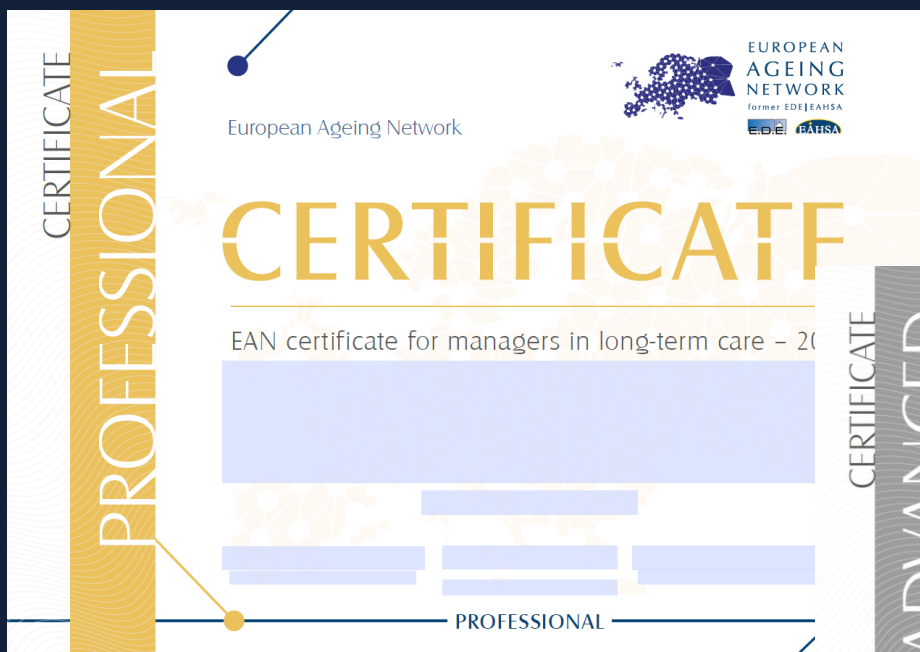 CERTIFICATE
PROFESSIONAL
European Ageing Network
EUROPEAN
AGEING
NETWORK
former EDE|EAHSA
E.D.E.
EAHSA
CERTIFICATE
EAN certificate for managers in long-term care – 20
PROFESSIONAL
CERTIFICATE
ADVANCED